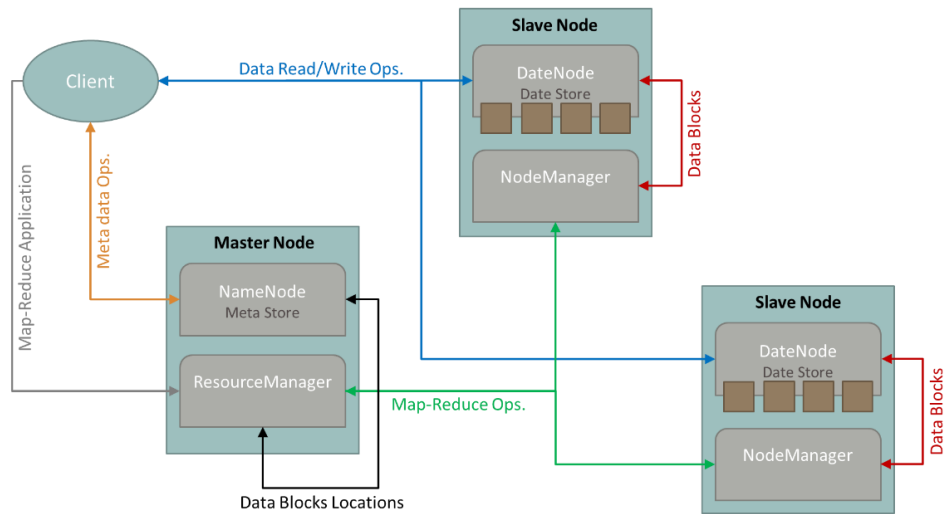 Slave Node
DateNode
Date Store
NodeManager
Data Blocks
Client
Data Read/Write Ops.
Map-Reduce Application
Meta data Ops.
Master Node
NameNode
Meta Store
ResourceManager
Data Blocks Locations
Map-Reduce Ops.
Slave Node
DateNode
Date Store
NodeManager
Data Blocks